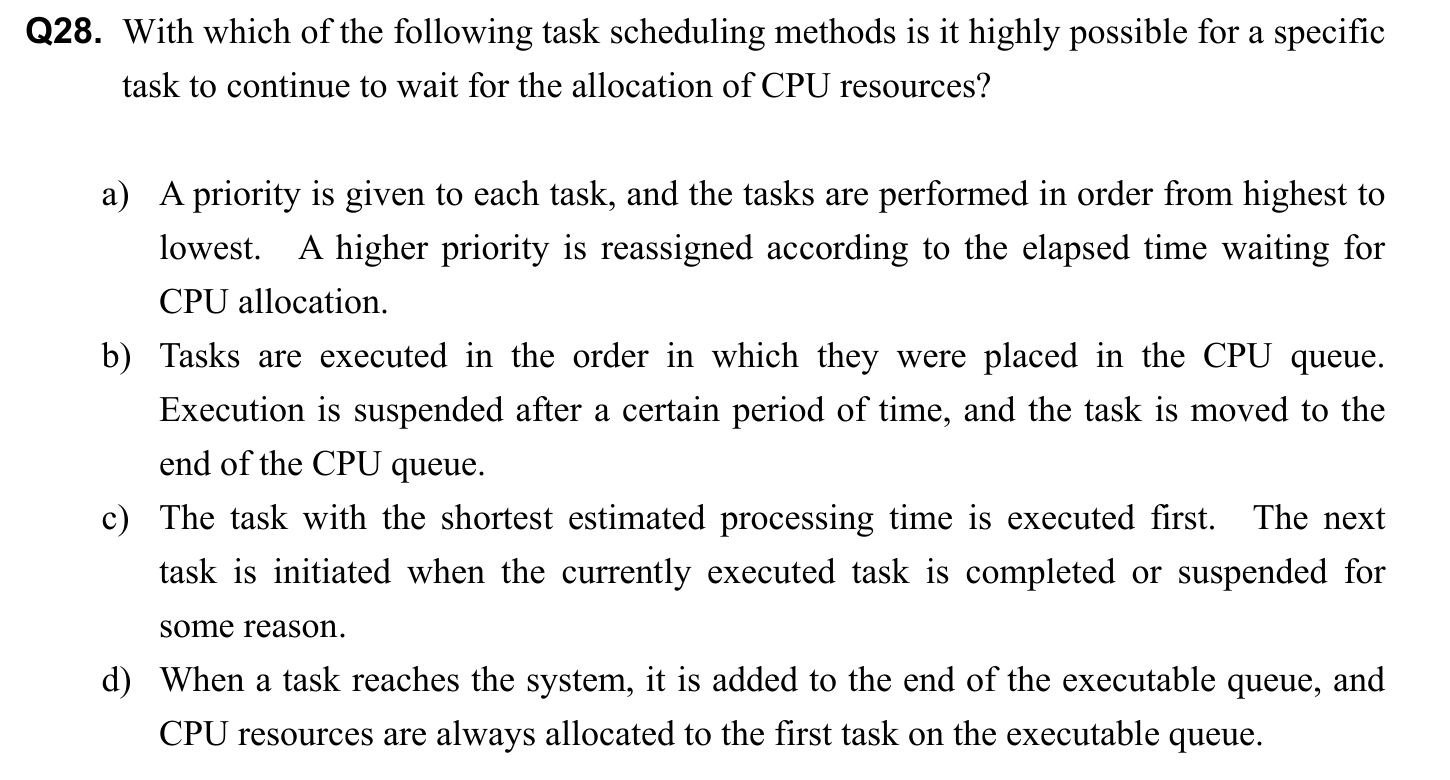 Q28. With which of the following task scheduling methods is it highly possible for a specific
task to continue to wait for the allocation of CPU resources?
a) A priority is given to each task, and the tasks are performed in order from highest to
lowest. A higher priority is reassigned according to the elapsed time waiting for
CPU allocation.
b) Tasks are executed in the order in which they were placed in the CPU queue.
Execution is suspended after a certain period of time, and the task is moved to the
end of the CPU queue.
c) The task with the shortest estimated processing time is executed first. The next
task is initiated when the currently executed task is completed or suspended for
some reason.
d) When a task reaches the system, it is added to the end of the executable queue, and
CPU resources are always allocated to the first task on the executable queue.